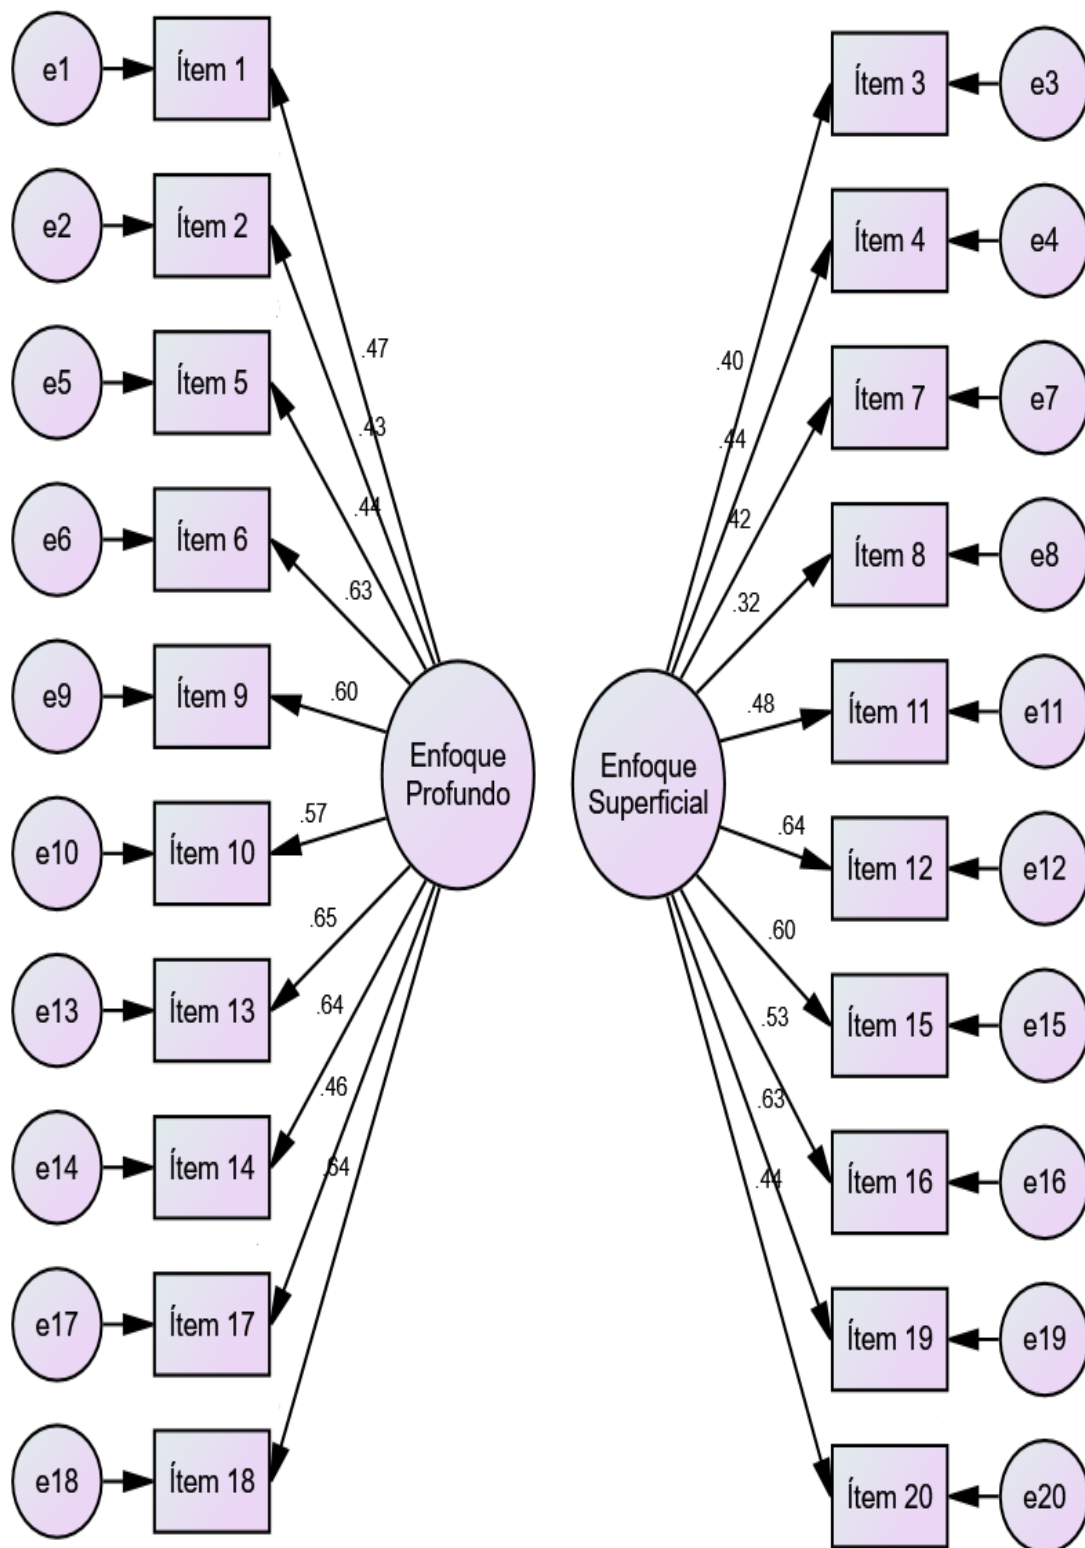 e1
Ítem 1
Ítem 3
e3
e2
Ítem 2
Ítem 4
e4
e5
Ítem 5
Ítem 7
e7
e6
Ítem 6
Ítem 8
e8
e9
Ítem 9
Ítem 11
e11
e10
Ítem 10
Ítem 12
e12
e13
Ítem 13
Ítem 15
e15
e14
Ítem 14
Ítem 16
e16
e17
Ítem 17
Ítem 19
e19
e18
Ítem 18
Ítem 20
e20
.47
.43
.44
.63
.60
.57
.65
.64
.46
.64
Enfoque
Profundo
.40
.44
.42
.32
.48
.64
.60
.53
.63
.44
Enfoque
Superficial